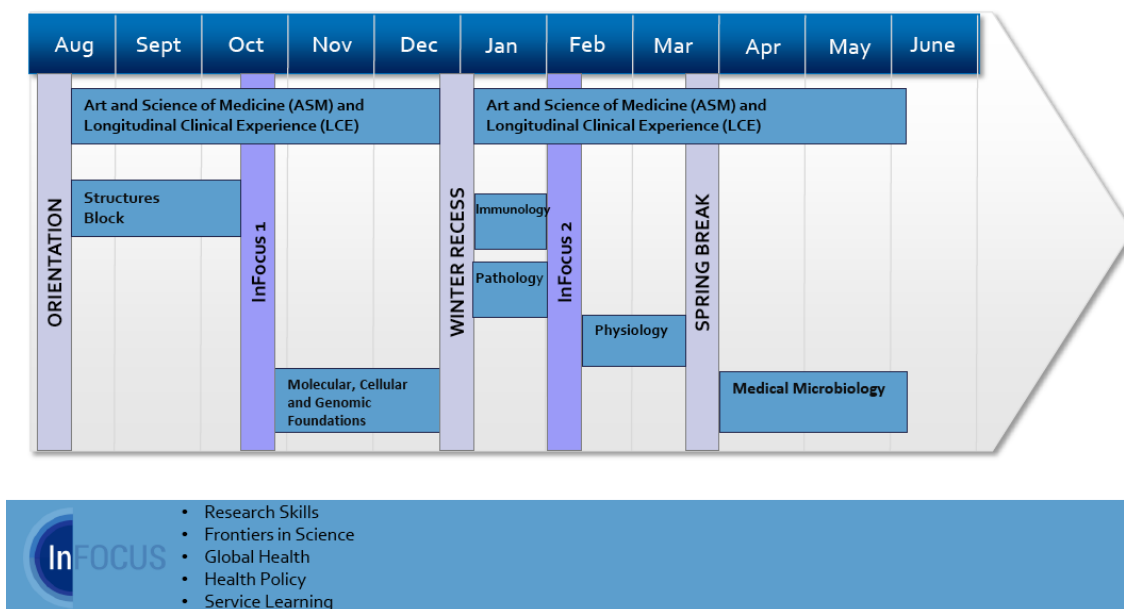 Aug Sept Oct Nov Dec Jan Feb Mar Apr May June
Art and Science of Medicine (ASM) and
Longitudinal Clinical Experience (LCE)
Art and Science of Medicine (ASM) and
Longitudinal Clinical Experience (LCE)
ORIENTATION
Structures
Block
InFocus 1
Molecular, Cellular
and Genomic
Foundations
WINTER RECESS
Immunology
Pathology
InFocus 2
Physiology
SPRING BREAK
Medical Microbiology
InFOCUS
• Research Skills
• Frontiers in Science
• Global Health
• Health Policy
• Service Learning